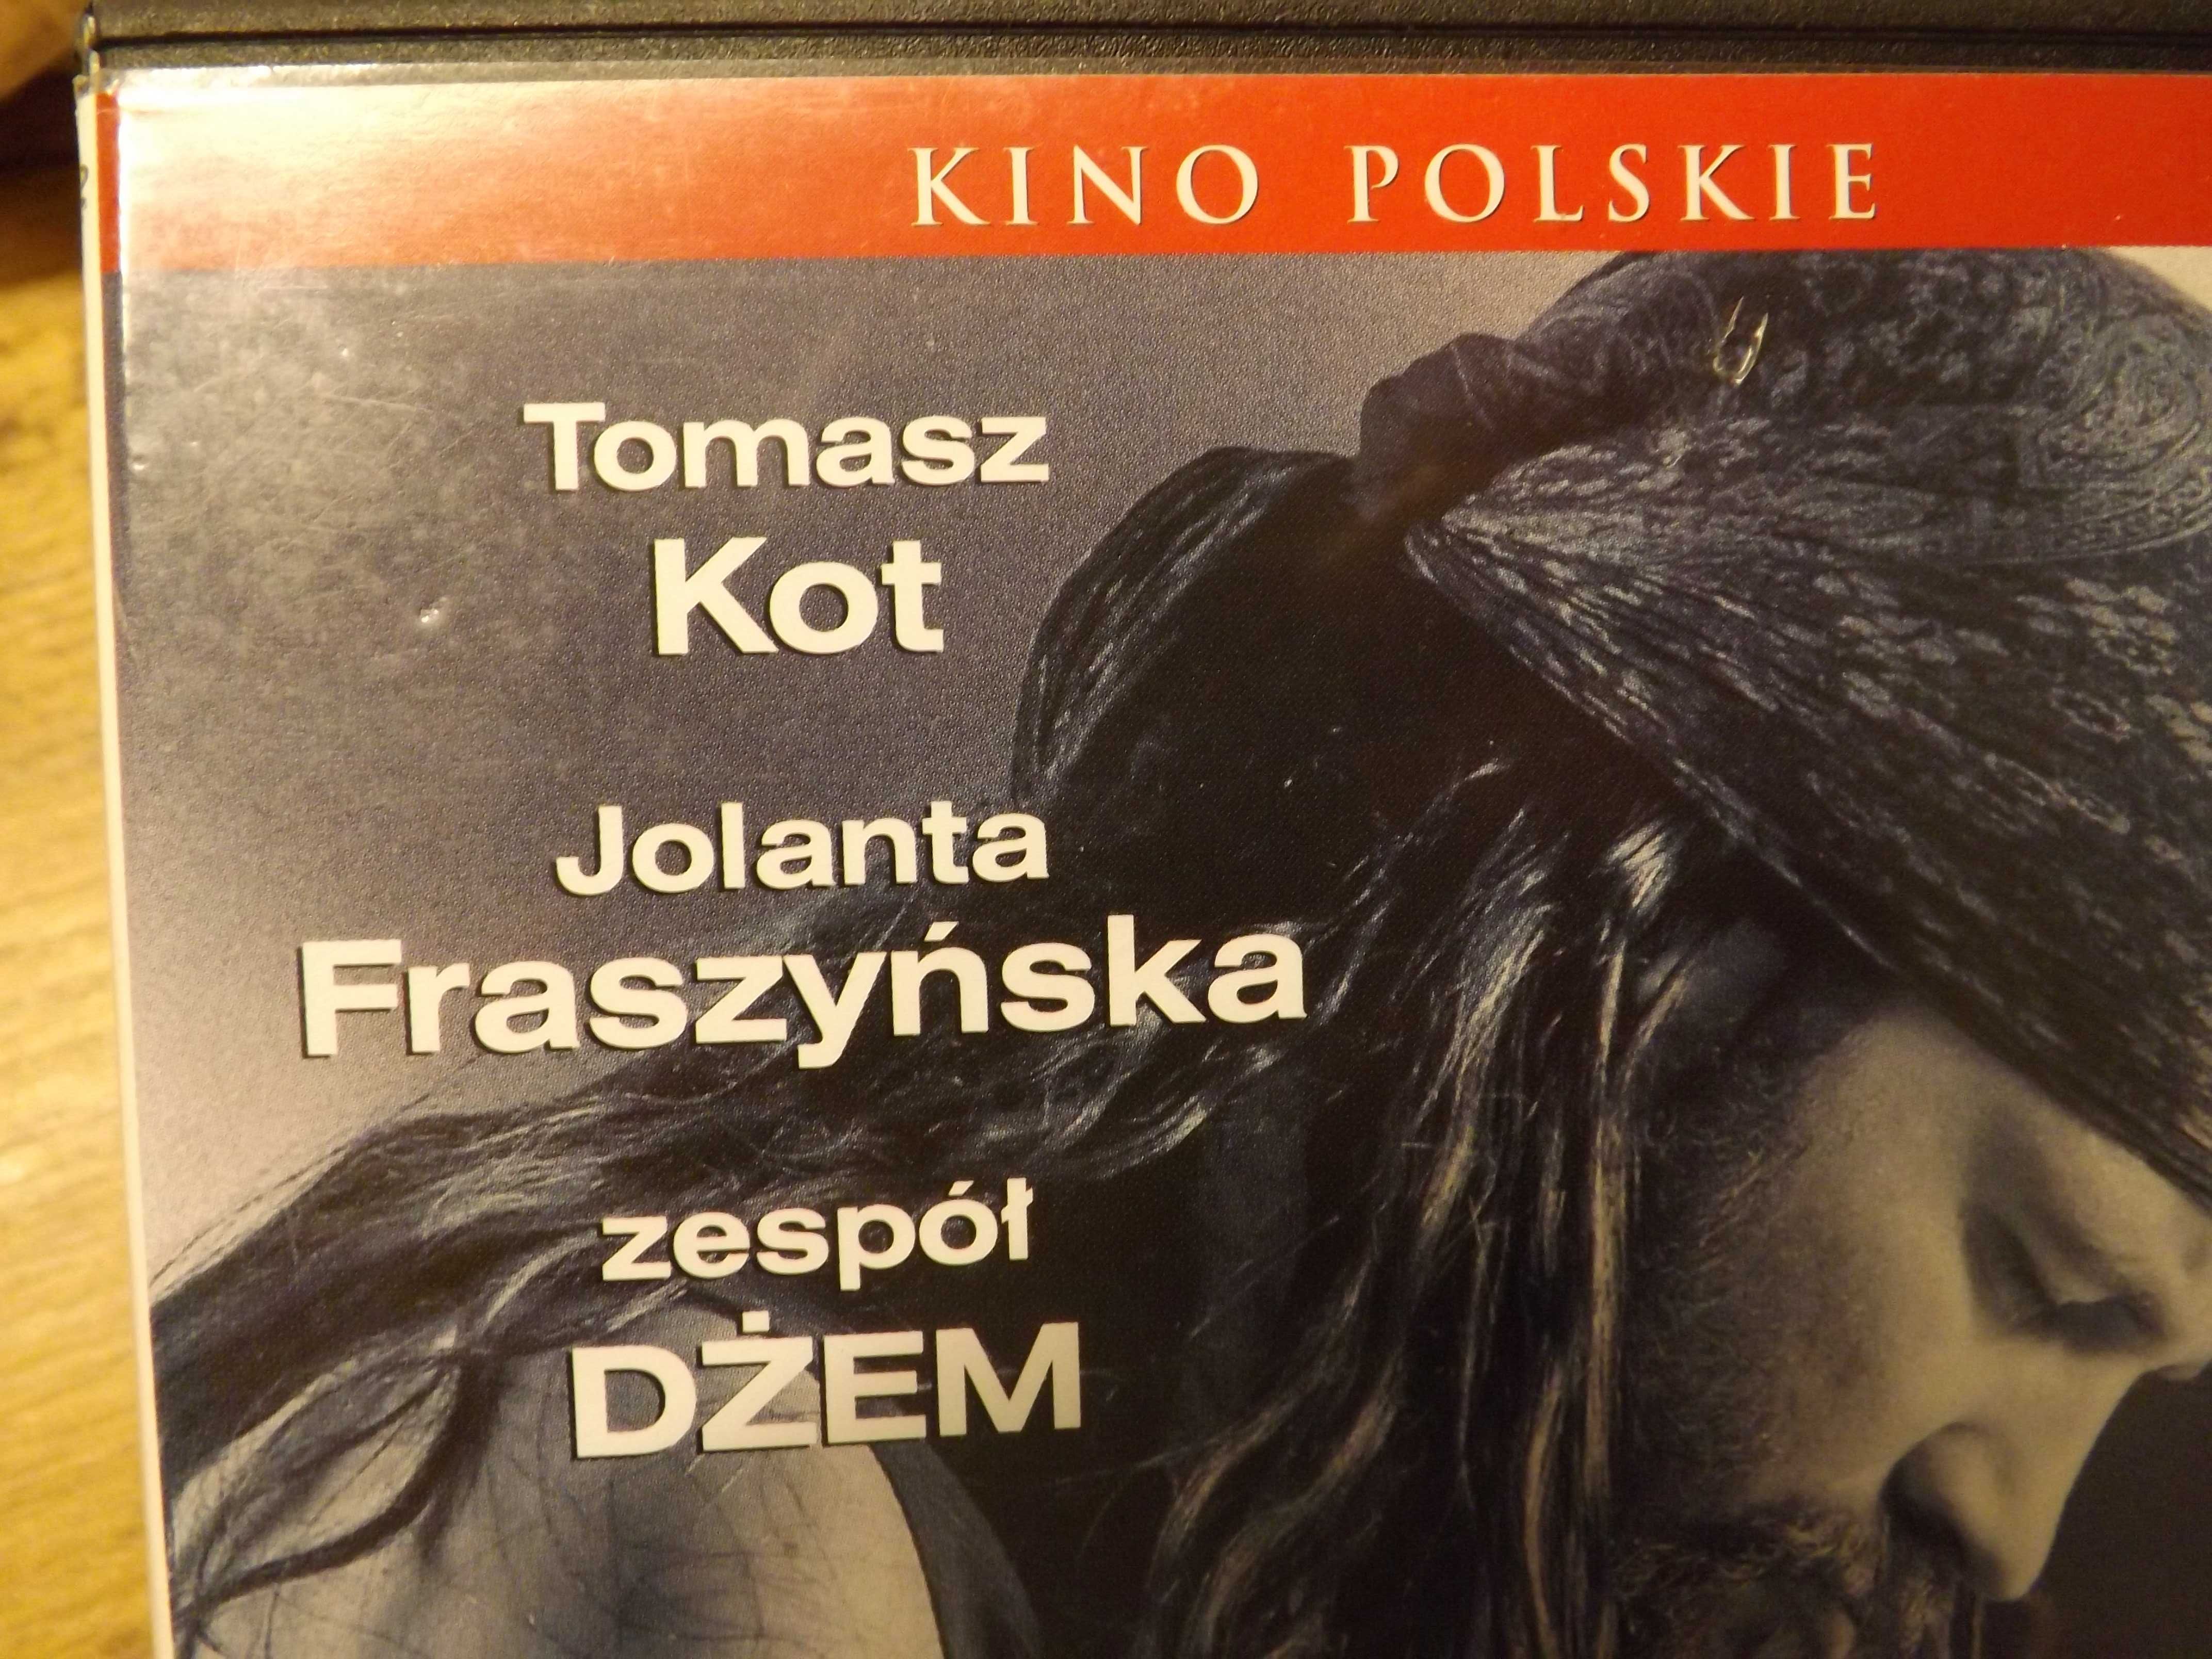 KINO POLSKIE
Tomasz
Kot
Jolanta
Fraszyńska
zespół
DŻEM